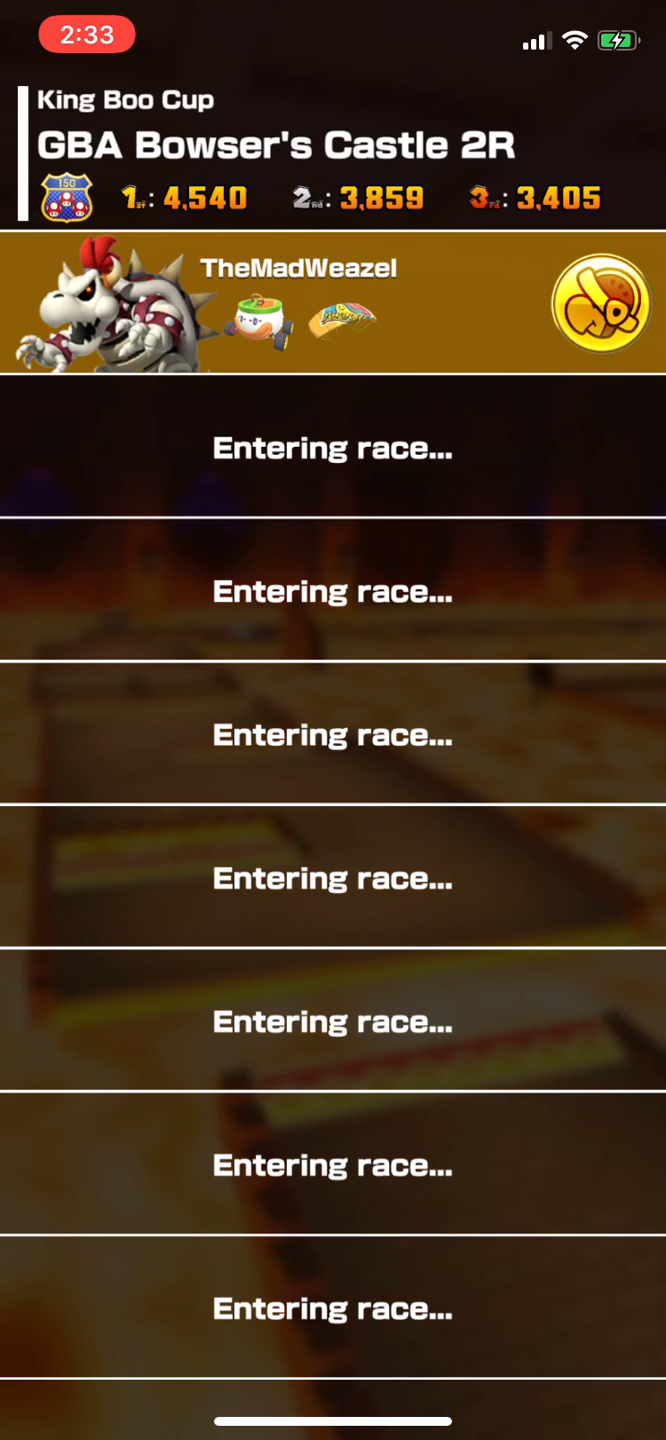 2:33
King Boo Cup
GBA Bowser's Castle 2R
150 1st: 4,540 2nd: 3,859 3rd: 3,405
TheMadWeazel
Entering race...
Entering race...
Entering race...
Entering race...
Entering race...
Entering race...
Entering race...